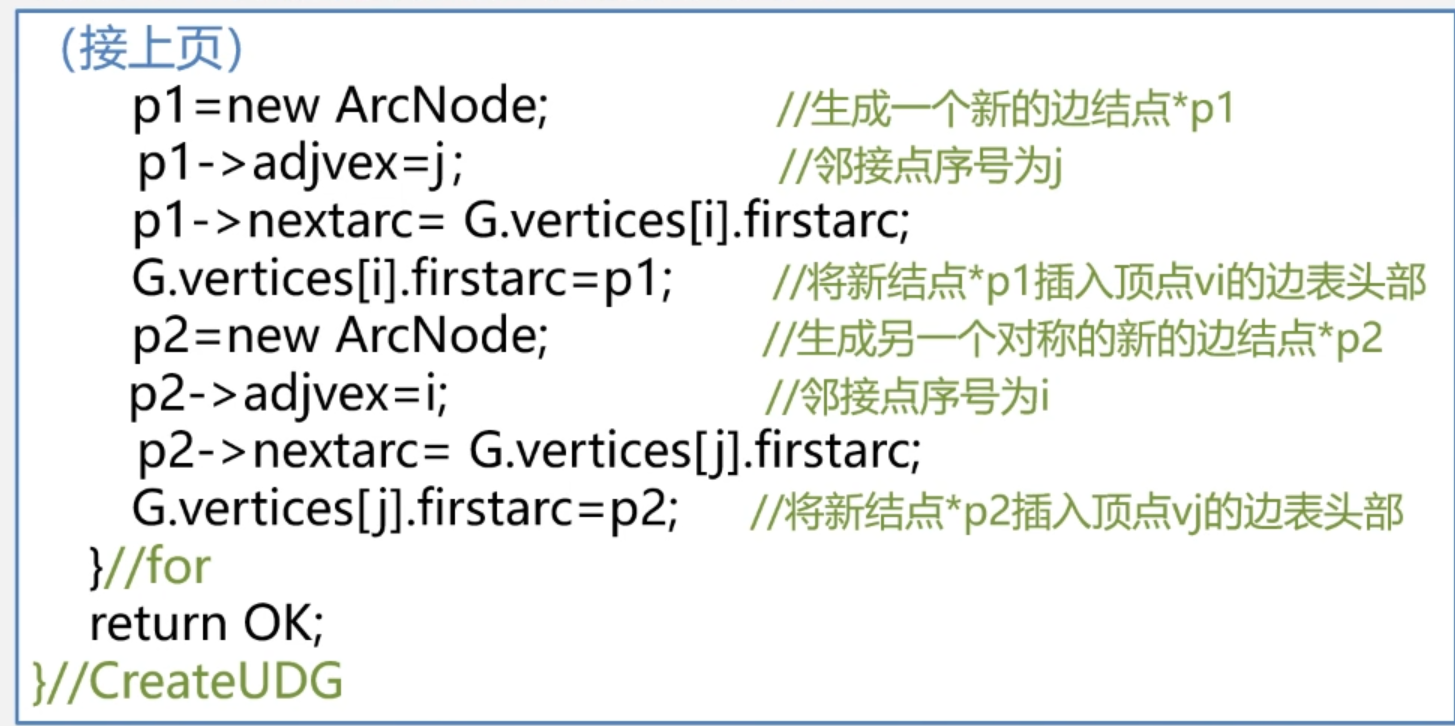 （接上页）
p1=new ArcNode; //生成一个新的边结点*p1
p1->adjvex=j; //邻接点序号为j
p1->nextarc= G.vertices[i].firstarc;
G.vertices[i].firstarc=p1; //将新结点*p1插入顶点vi的边表头部
p2=new ArcNode; //生成另一个对称的新的边结点*p2
p2->adjvex=i; //邻接点序号为i
p2->nextarc= G.vertices[j].firstarc;
G.vertices[j].firstarc=p2; //将新结点*p2插入顶点vj的边表头部
}//for
return OK;
}//CreateUDG